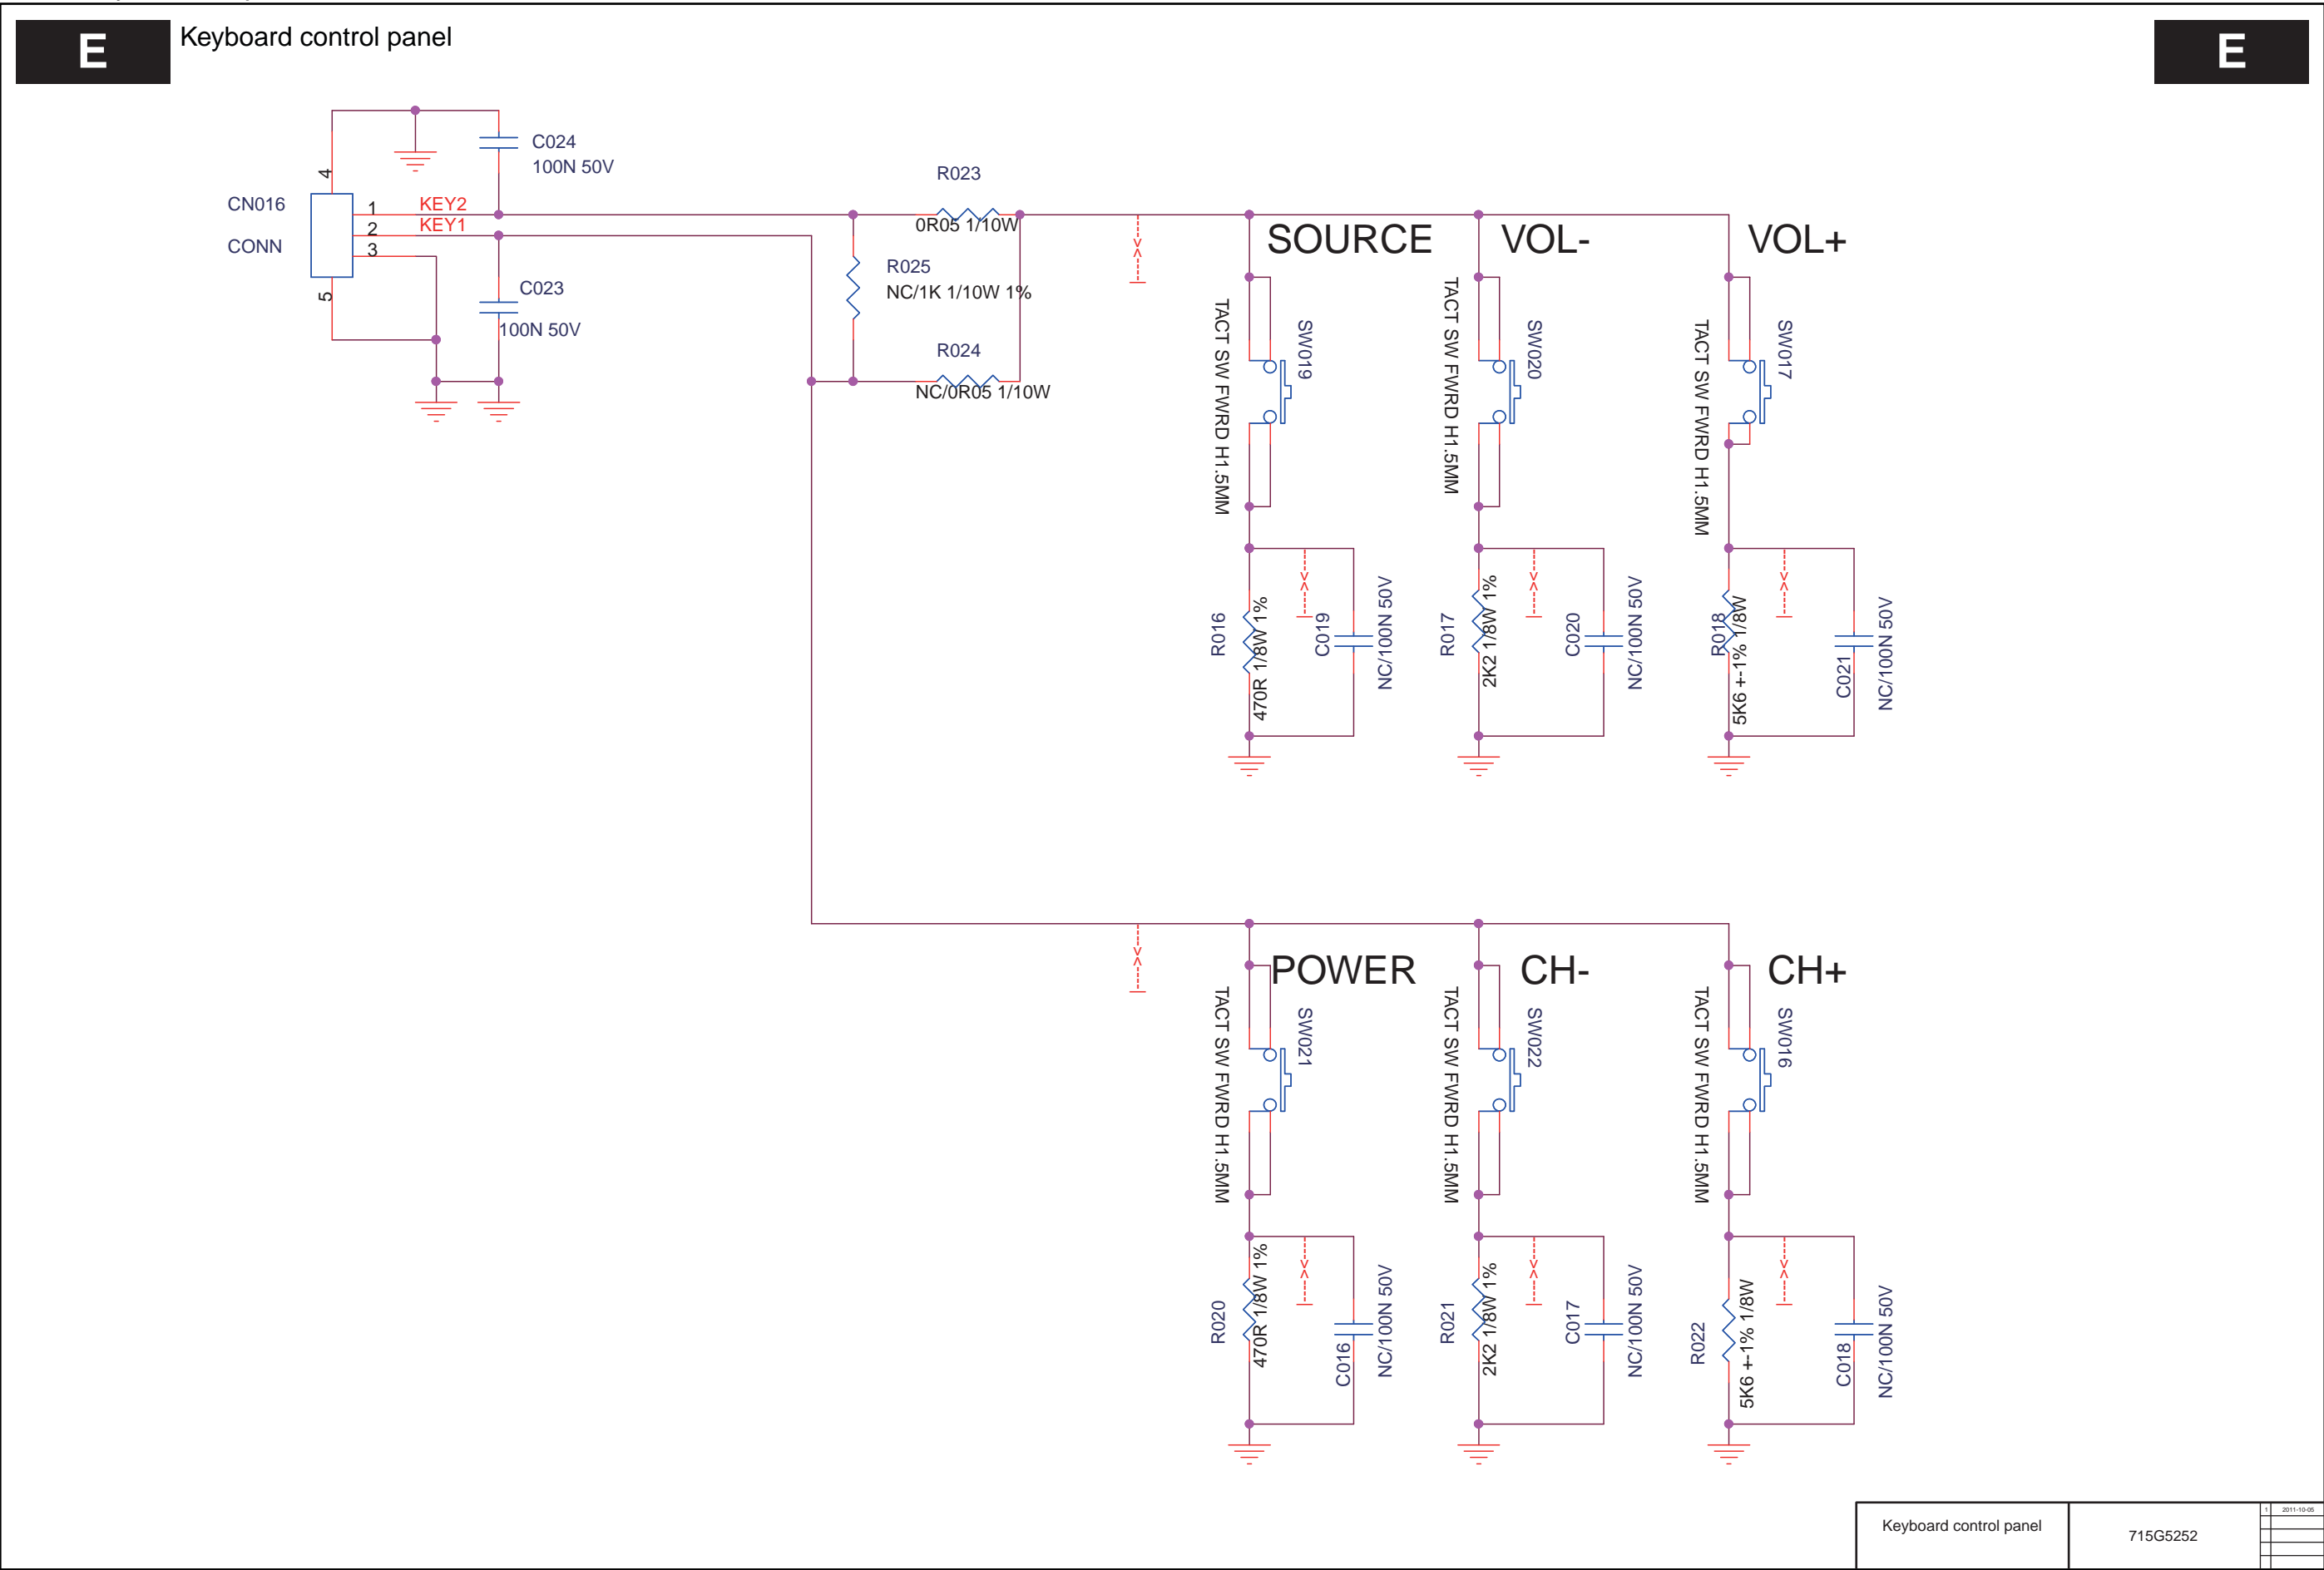 E
Keyboard control panel
E
C024
100N 50V
4
CN016
CONN
1
KEY2
2
KEY1
3
5
C023
100N 50V
R023
0R05 1/10W
R025
NC/1K 1/10W 1%
R024
NC/0R05 1/10W
SOURCE
VOL-
VOL+
TACT SW FWRD H1.5MM
SW019
TACT SW FWRD H1.5MM
SW020
TACT SW FWRD H1.5MM
SW017
R016
470R 1/8W 1%
C019
NC/100N 50V
R017
2K2 1/8W 1%
C020
NC/100N 50V
R018
5K6 +-1% 1/8W
C021
NC/100N 50V
POWER
CH-
CH+
TACT SW FWRD H1.5MM
SW021
TACT SW FWRD H1.5MM
SW022
TACT SW FWRD H1.5MM
SW016
R020
470R 1/8W 1%
C016
NC/100N 50V
R021
2K2 1/8W 1%
C017
NC/100N 50V
R022
5K6 +-1% 1/8W
C018
NC/100N 50V
Keyboard control panel
715G5252
1 2011-10-05